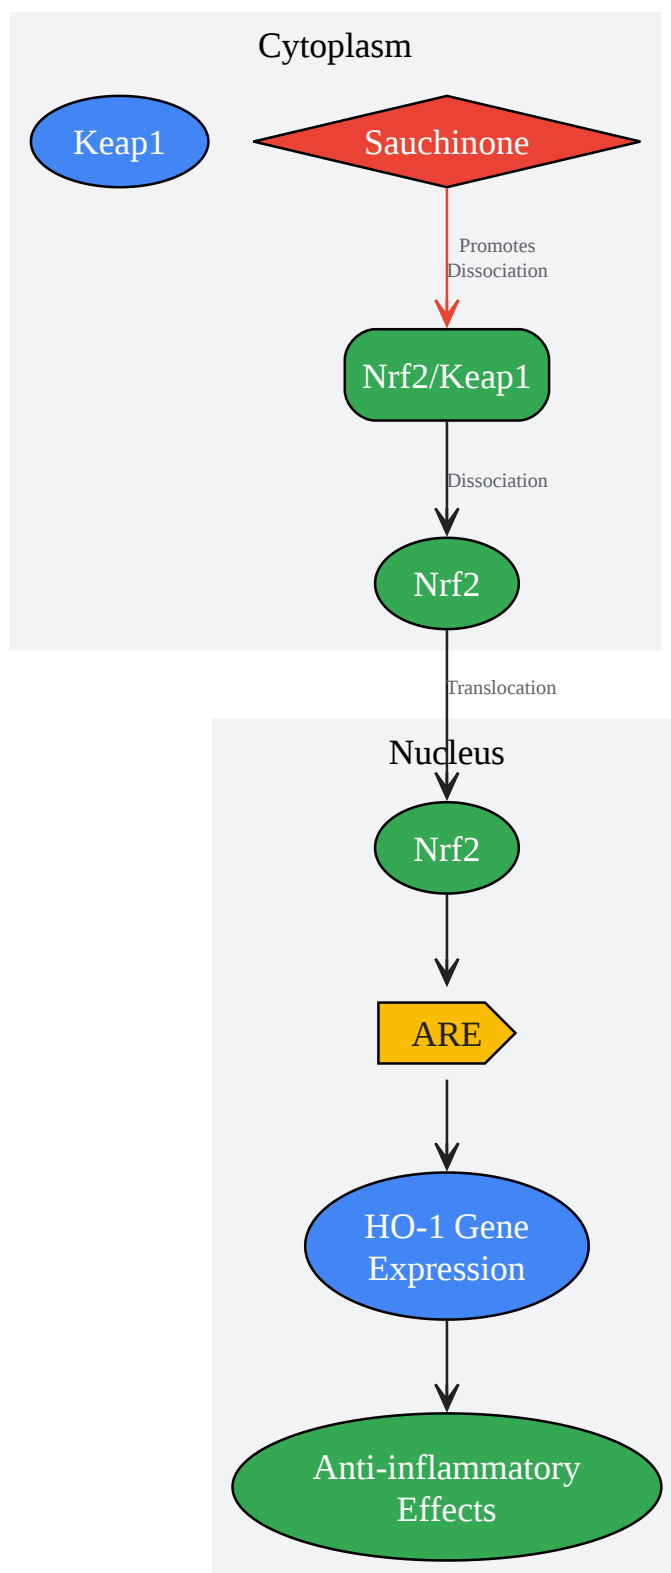 Cytoplasm
Keap1
Sauchinone
Promotes
Dissociation
Nrf2/Keap1
Dissociation
Nrf2
Translocation
Nucleus
Nrf2
ARE
HO-1 Gene
Expression
Anti-inflammatory
Effects